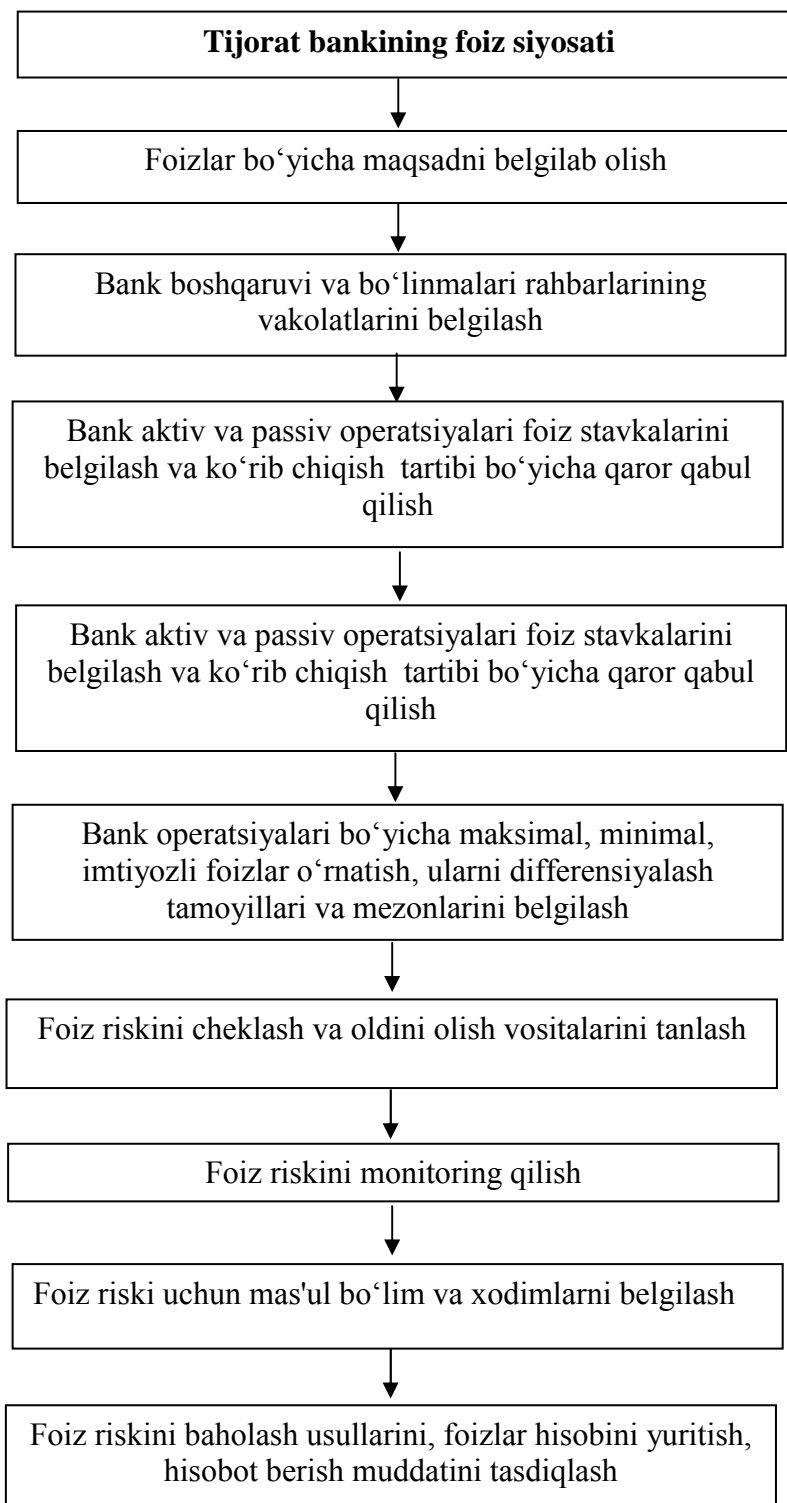 Tijorat bankining foiz siyosati
Foizlar bo‘yicha maqsadni belgilab olish
Bank boshqaruvi va bo‘linmalari rahbarlarining
vakolatlarini belgilash
Bank aktiv va passiv operatsiyalari foiz stavkalarini
belgilash va ko‘rib chiqish tartibi bo‘yicha qaror qabul
qilish
Bank aktiv va passiv operatsiyalari foiz stavkalarini
belgilash va ko‘rib chiqish tartibi bo‘yicha qaror qabul
qilish
Bank operatsiyalari bo‘yicha maksimal, minimal,
imtiyozli foizlar o‘rnatish, ularni differensiyalash
tamoyillari va mezonlarini belgilash
Foiz riskini cheklash va oldini olish vositalarini tanlash
Foiz riskini monitoring qilish
Foiz riski uchun mas'ul bo‘lim va xodimlarni belgilash
Foiz riskini baholash usullarini, foizlar hisobini yuritish,
hisobot berish muddatini tasdiqlash